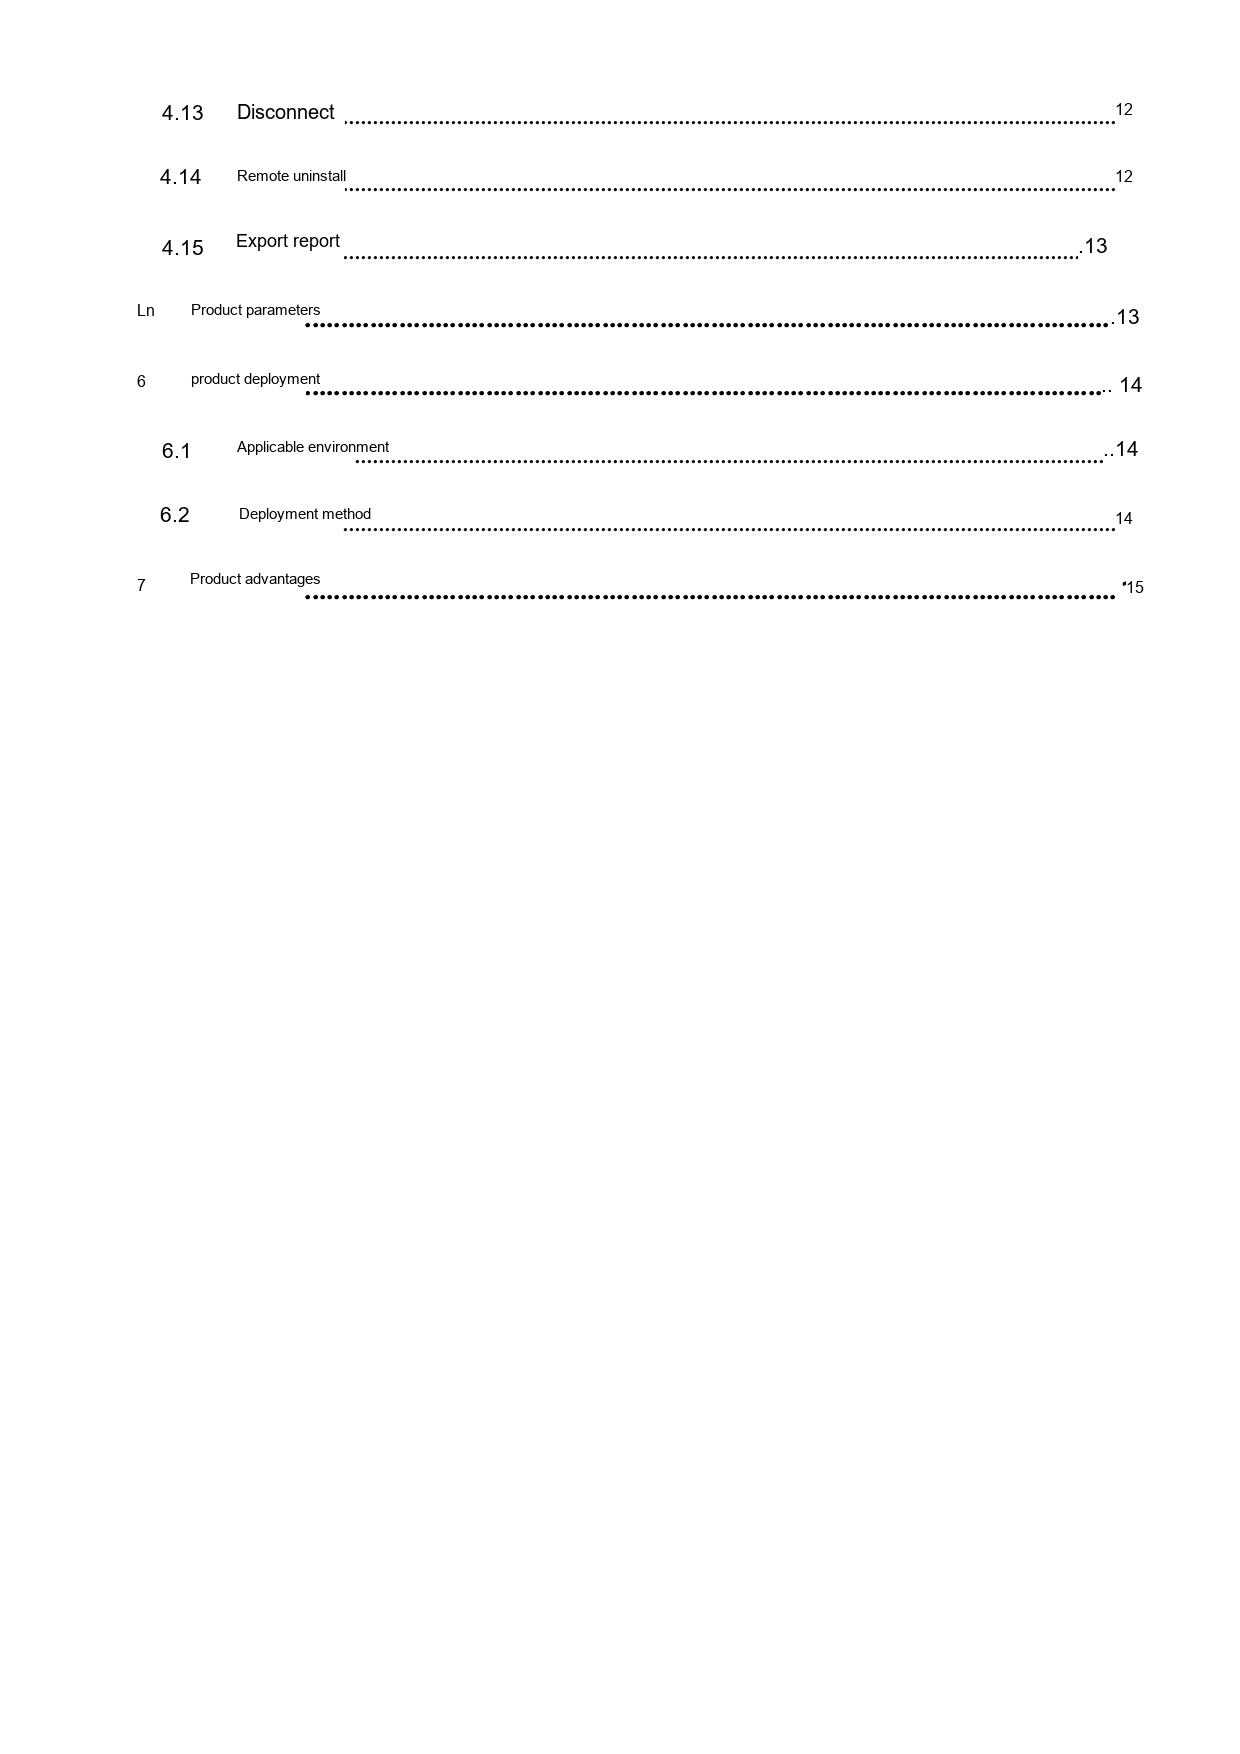 4.13 Disconnect ........................................ 12
4.14 Remote uninstall ........................................ 12
4.15 Export report ........................................ .13
Ln Product parameters ........................................ .13
6 product deployment ........................................ .. 14
6.1 Applicable environment ........................................ ..14
6.2 Deployment method ........................................ 14
7 Product advantages ........................................ 15